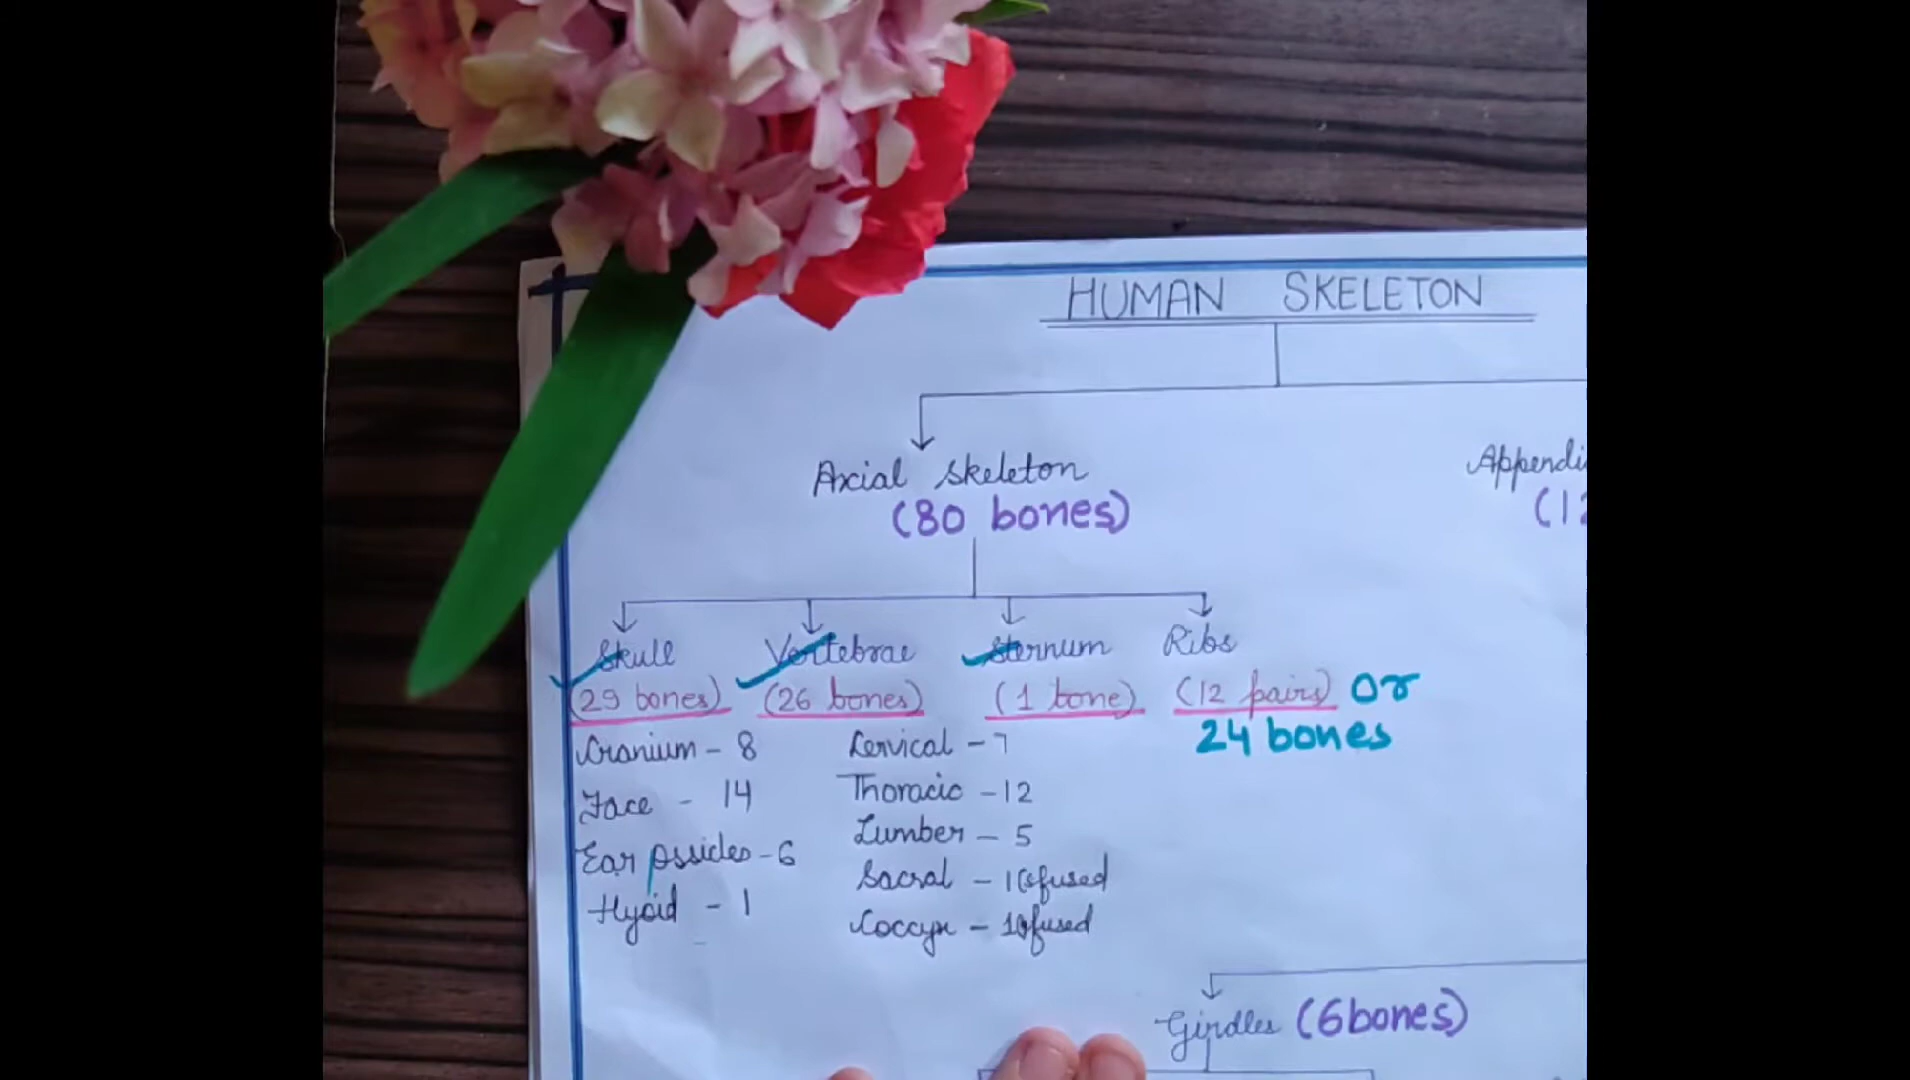 HUMAN SKELETON
Axial Skeleton
(80 bones)
Appendi
(12
Skull Vertebrae Sternum Ribs
(29 bones) (26 bones) (1 bone) (12 pairs) Or
24 bones
Cranium - 8
Face - 14
Ear ossicles - 6
Hyoid - 1
Cervical - 7
Thoracic - 12
Lumber - 5
Sacral - 1 fused
Coccyx - 1 fused
Girdles (6bones)